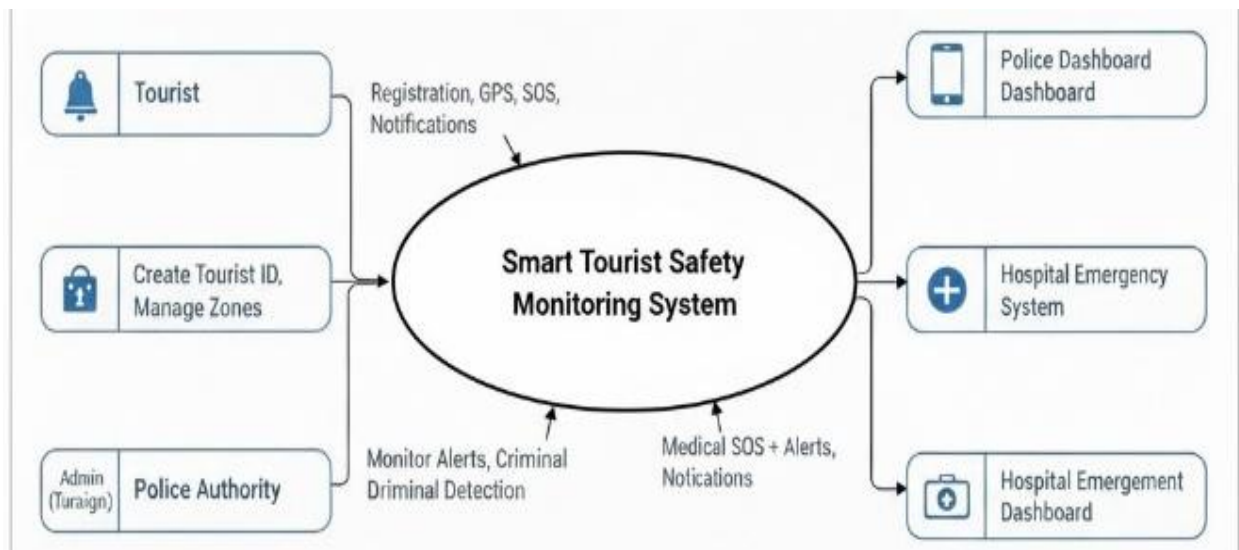 Tourist
Registration, GPS, SOS,
Notifications
Police Dashboard
Dashboard
Create Tourist ID,
Manage Zones
Smart Tourist Safety
Monitoring System
Hospital Emergency
System
Admin
(Turaign)
Police Authority
Monitor Alerts, Criminal
Driminal Detection
Medical SOS + Alerts,
Notications
Hospital Emergement
Dashboard